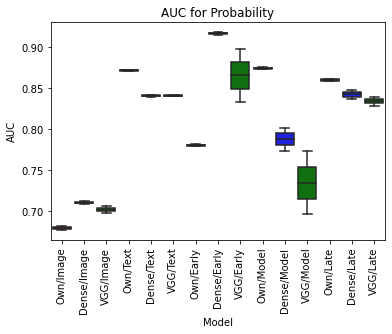 AUC for Probability
AUC
0.90
0.85
0.80
0.75
0.70
Own/Image
Dense/Image
VGG/Image
Own/Text
Dense/Text
VGG/Text
Own/Early
Dense/Early
VGG/Early
Own/Model
Dense/Model
VGG/Model
Own/Late
Dense/Late
VGG/Late
Model